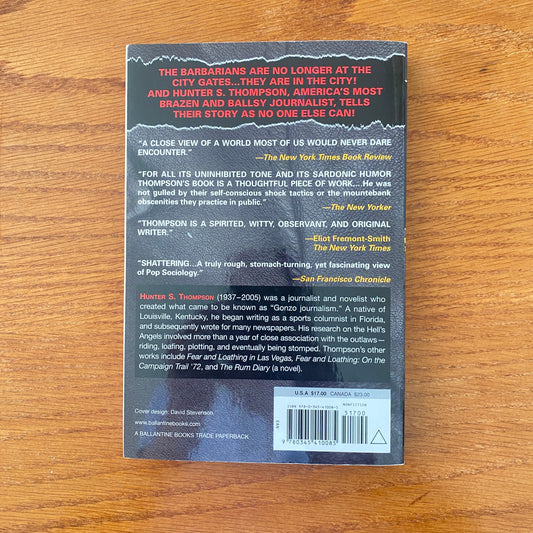 THE BARBARIANS ARE NO LONGER AT THE
CITY GATES...THEY ARE IN THE CITY!
AND HUNTER S. THOMPSON, AMERICA'S MOST
BRAZEN AND BALLSY JOURNALIST, TELLS
THEIR STORY AS NO ONE ELSE CAN!
"A CLOSE VIEW OF A WORLD MOST OF US WOULD NEVER DARE
ENCOUNTER."
—The New York Times Book Review
"FOR ALL ITS UNINHIBITED TONE AND ITS SARDONIC HUMOR
THOMPSON'S BOOK IS A THOUGHTFUL PIECE OF WORK....He was
not gulled by their self-conscious shock tactics or the mountebank
obscenities they practice in public."
—The New Yorker
"THOMPSON IS A SPIRITED, WITTY, OBSERVANT, AND ORIGINAL
WRITER."
—Eliot Fremont-Smith
The New York Times
"SHATTERING...A truly rough, stomach-turning, yet fascinating view
of Pop Sociology."
—San Francisco Chronicle
HUNTER S. THOMPSON (1937–2005) was a journalist and novelist who
created what came to be known as "Gonzo journalism." A native of
Louisville, Kentucky, he began writing as a sports columnist in Florida,
and subsequently wrote for many newspapers. His research on the Hell's
Angels involved more than a year of close association with the outlaws—
riding, loafing, plotting, and eventually being stomped. Thompson's other
works include Fear and Loathing in Las Vegas, Fear and Loathing: On the
Campaign Trail '72, and The Rum Diary (a novel).
U.S.A. $17.00 CANADA $23.00
ISBN 978-0-345-41008-5 NONFICTION
51700
9 780345 410085
Cover design: David Stevenson
www.ballantinebooks.com
A BALLANTINE BOOKS TRADE PAPERBACK